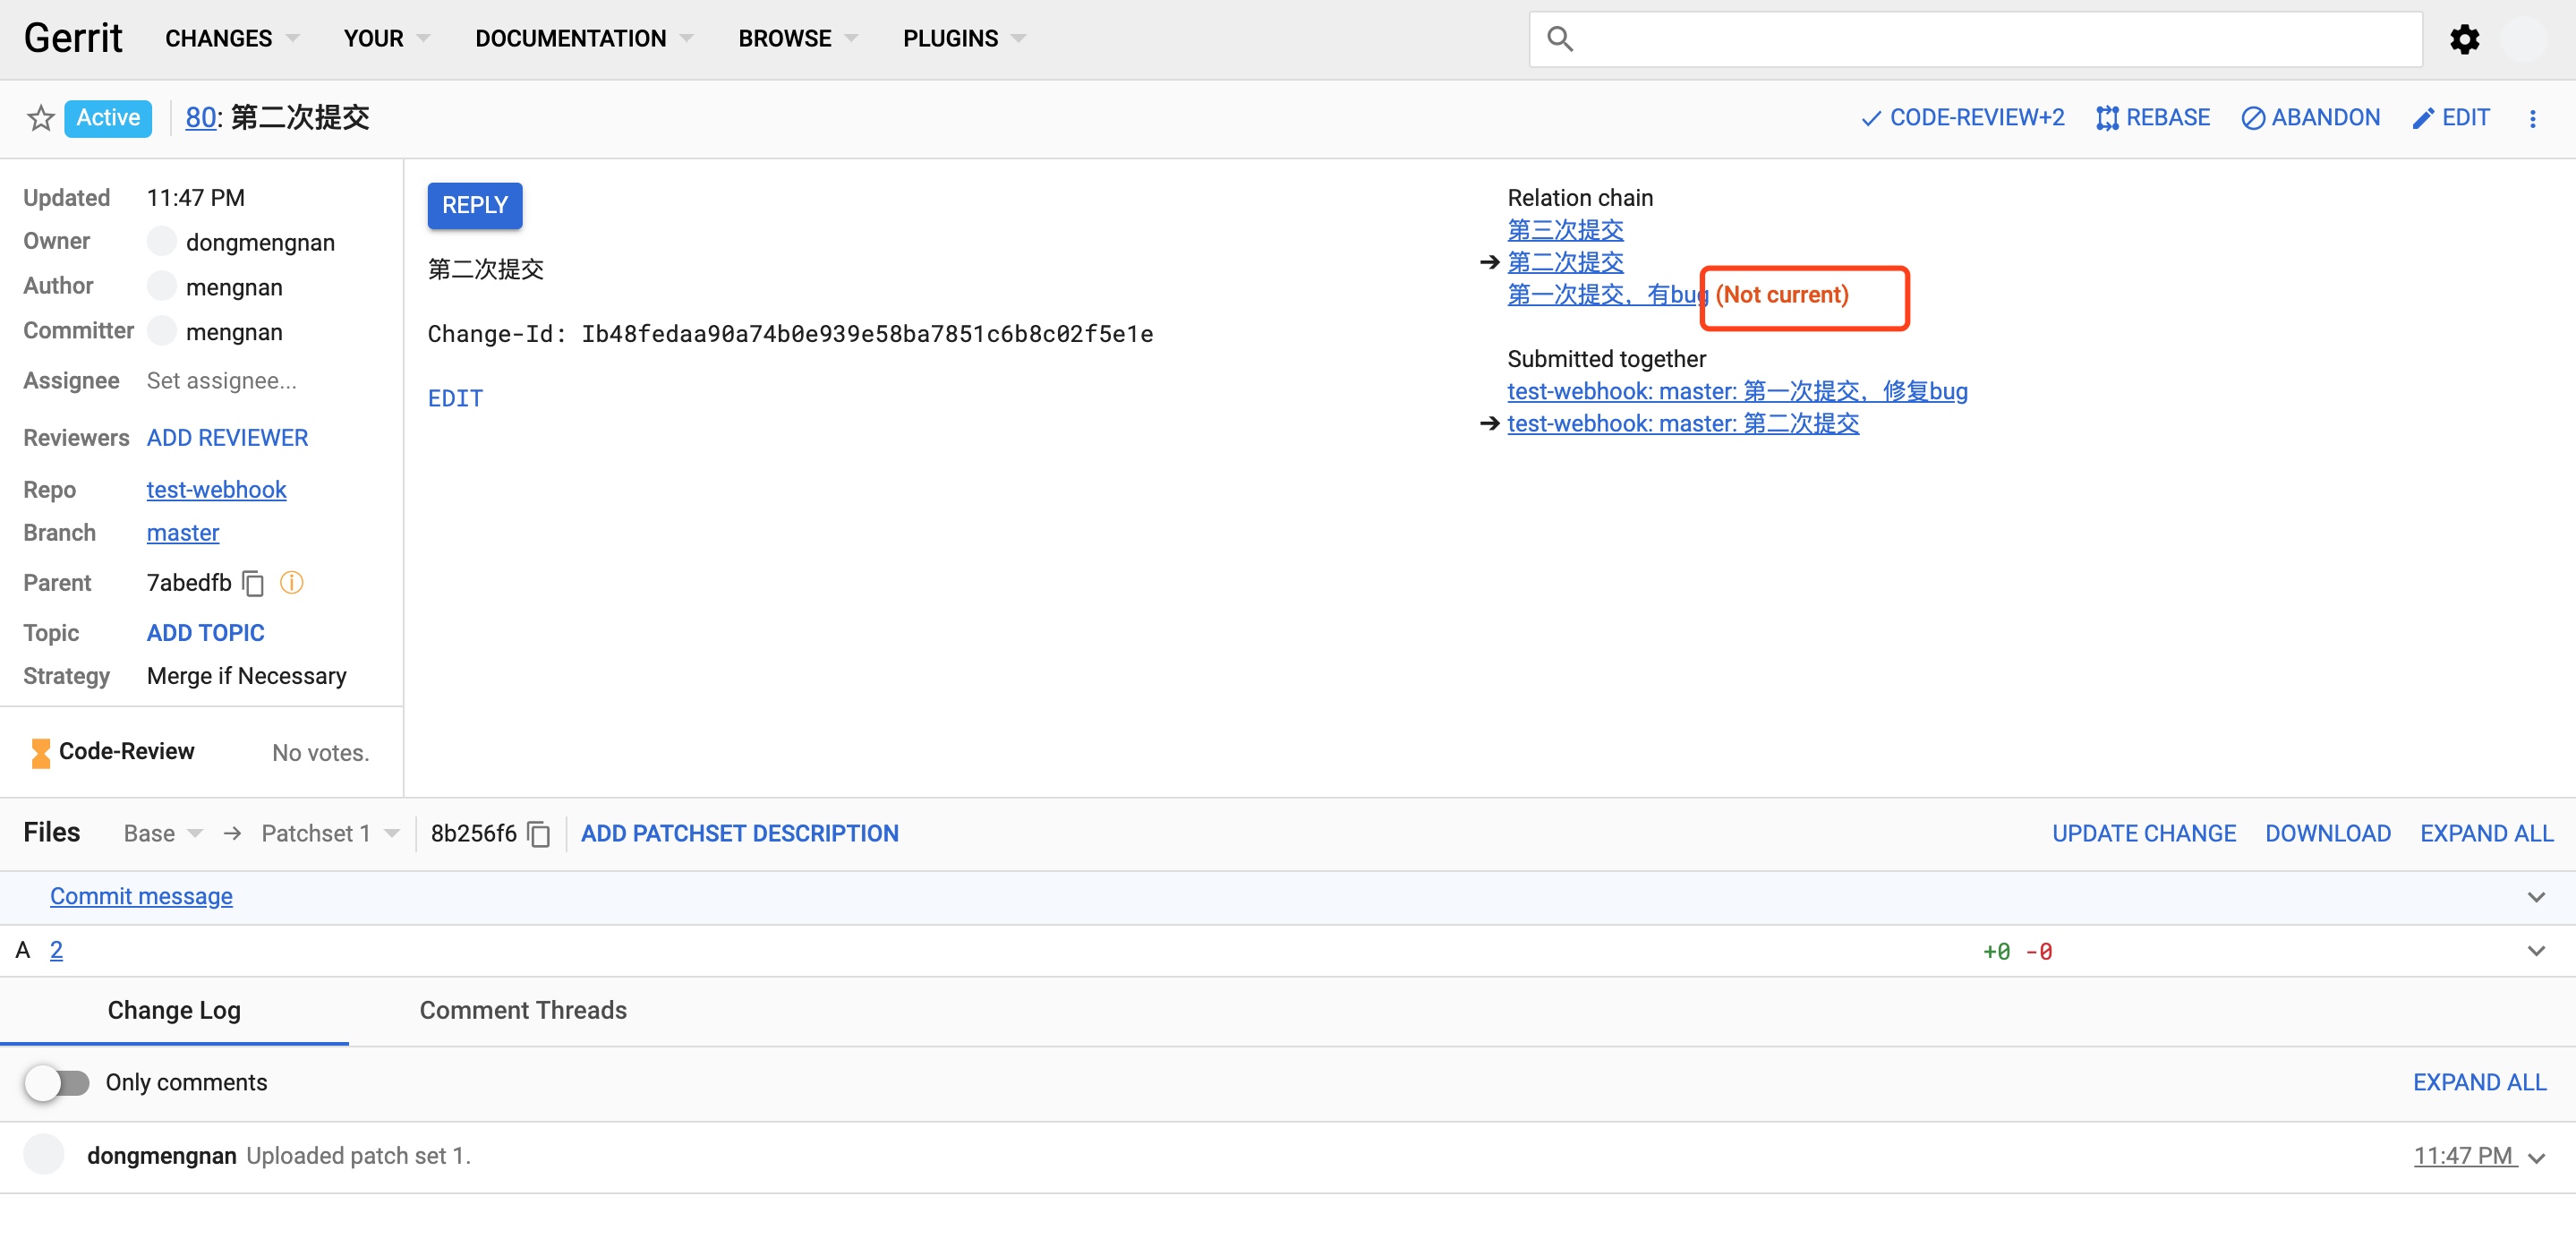 Gerrit CHANGES YOUR DOCUMENTATION BROWSE PLUGINS
Active 80: 第二次提交 CODE-REVIEW+2 REBASE ABANDON EDIT
Updated 11:47 PM
Owner dongmengnan
Author mengnan
Committer mengnan
Assignee Set assignee...
Reviewers ADD REVIEWER
Repo test-webhook
Branch master
Parent 7abedfb
Topic ADD TOPIC
Strategy Merge if Necessary
Code-Review No votes.
REPLY
第二次提交
Change-Id: Ib48fedaa90a74b0e939e58ba7851c6b8c02f5e1e
EDIT
Relation chain
第三次提交
→ 第二次提交
第一次提交，有bug (Not current)
Submitted together
test-webhook: master: 第一次提交，修复bug
→ test-webhook: master: 第二次提交
Files Base → Patchset 1 8b256f6 ADD PATCHSET DESCRIPTION UPDATE CHANGE DOWNLOAD EXPAND ALL
Commit message
A 2 +0 -0
Change Log Comment Threads
Only comments EXPAND ALL
dongmengnan Uploaded patch set 1. 11:47 PM